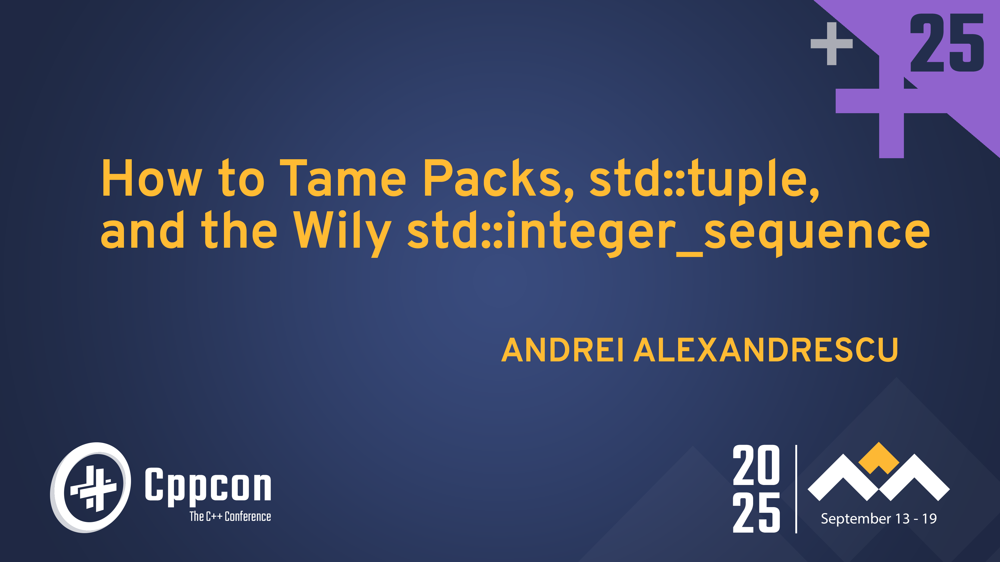 25
How to Tame Packs, std::tuple,
and the Wily std::integer_sequence
ANDREI ALEXANDRESCU
Cppcon
The C++ Conference
20
25
September 13 - 19